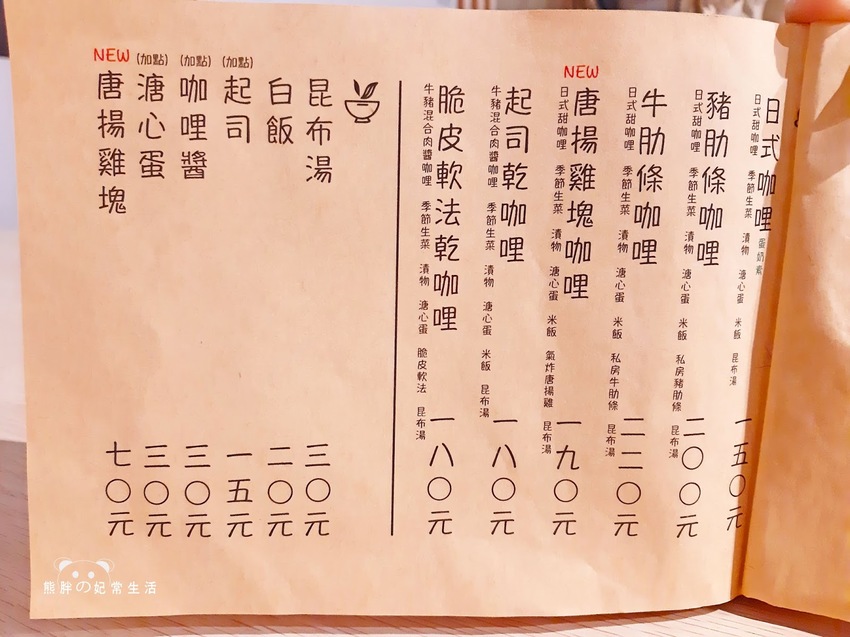 日式咖哩 蛋奶素 一五〇元
日式甜咖哩 季節生菜 漬物 溏心蛋 米飯 昆布湯
豬肋條咖哩 二〇〇元
日式甜咖哩 季節生菜 漬物 溏心蛋 米飯 私房豬肋條 昆布湯
牛肋條咖哩 二二〇元
日式甜咖哩 季節生菜 漬物 溏心蛋 米飯 私房牛肋條 昆布湯
NEW
唐揚雞塊咖哩 一九〇元
日式甜咖哩 季節生菜 漬物 溏心蛋 米飯 氣炸唐揚雞 昆布湯
起司乾咖哩 一八〇元
牛豬混合肉醬咖哩 季節生菜 漬物 溏心蛋 米飯 昆布湯
脆皮軟法乾咖哩 一八〇元
牛豬混合肉醬咖哩 季節生菜 漬物 溏心蛋 脆皮軟法 昆布湯
昆布湯 三〇元
白飯 二〇元
(加點) 起司 一五元
(加點) 咖哩醬 三〇元
(加點) 溏心蛋 三〇元
NEW
唐揚雞塊 七〇元
熊胖の妃常生活